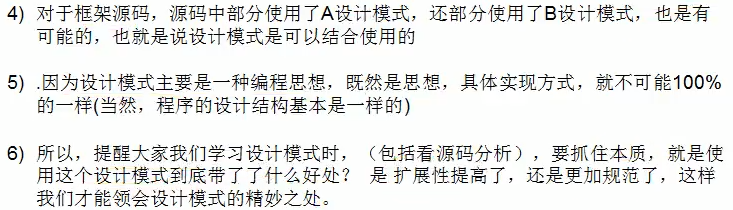 4) 对于框架源码，源码中部分使用了A设计模式，还部分使用了B设计模式，也是有
可能的，也就是说设计模式是可以结合使用的
5) .因为设计模式主要是一种编程思想，既然是思想，具体实现方式，就不可能100%
的一样(当然，程序的设计结构基本是一样的)
6) 所以，提醒大家我们学习设计模式时，（包括看源码分析），要抓住本质，就是使
用这个设计模式到底带了了什么好处？ 是 扩展性提高了，还是更加规范了，这样
我们才能领会设计模式的精妙之处。